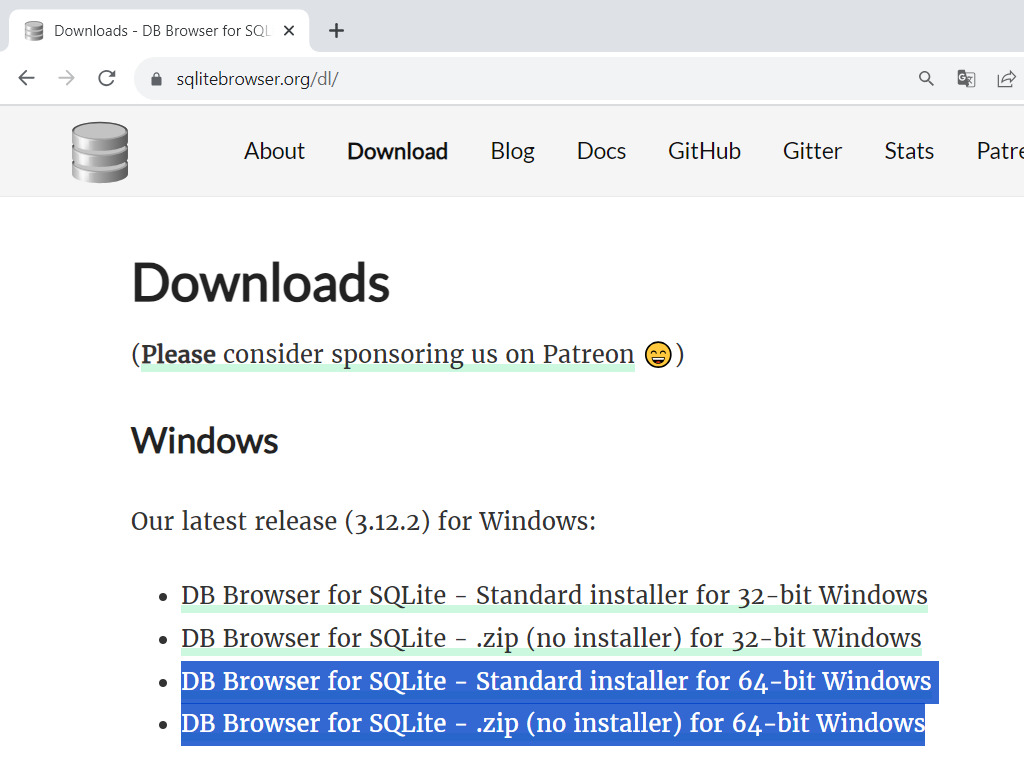 Downloads - DB Browser for SQL
sqlitebrowser.org/dl/
About Download Blog Docs GitHub Gitter Stats Patre
Downloads
(Please consider sponsoring us on Patreon 😄)
Windows
Our latest release (3.12.2) for Windows:
• DB Browser for SQLite - Standard installer for 32-bit Windows
• DB Browser for SQLite - .zip (no installer) for 32-bit Windows
• DB Browser for SQLite - Standard installer for 64-bit Windows
• DB Browser for SQLite - .zip (no installer) for 64-bit Windows